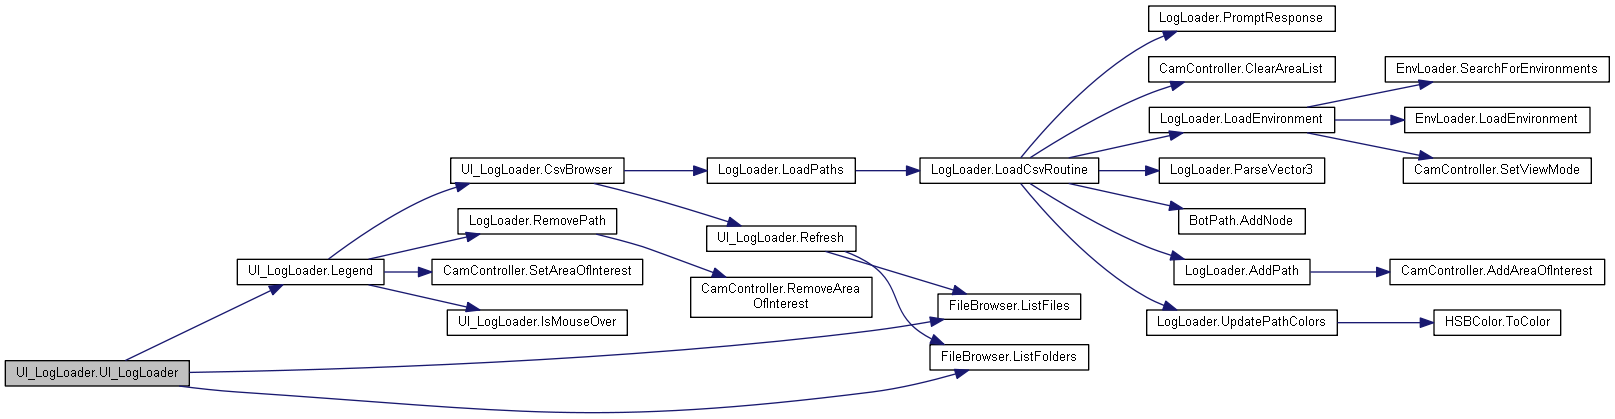 LogLoader.PromptResponse
CamController.ClearAreaList
EnvLoader.SearchForEnvironments
LogLoader.LoadEnvironment
EnvLoader.LoadEnvironment
UI_LogLoader.CsvBrowser
LogLoader.LoadPaths
LogLoader.LoadCsvRoutine
LogLoader.ParseVector3
CamController.SetViewMode
LogLoader.RemovePath
BotPath.AddNode
UI_LogLoader.Refresh
UI_LogLoader.Legend
CamController.SetAreaOfInterest
LogLoader.AddPath
CamController.AddAreaOfInterest
CamController.RemoveArea
OfInterest
FileBrowser.ListFiles
UI_LogLoader.IsMouseOver
LogLoader.UpdatePathColors
HSBColor.ToColor
FileBrowser.ListFolders
UI_LogLoader.UI_LogLoader